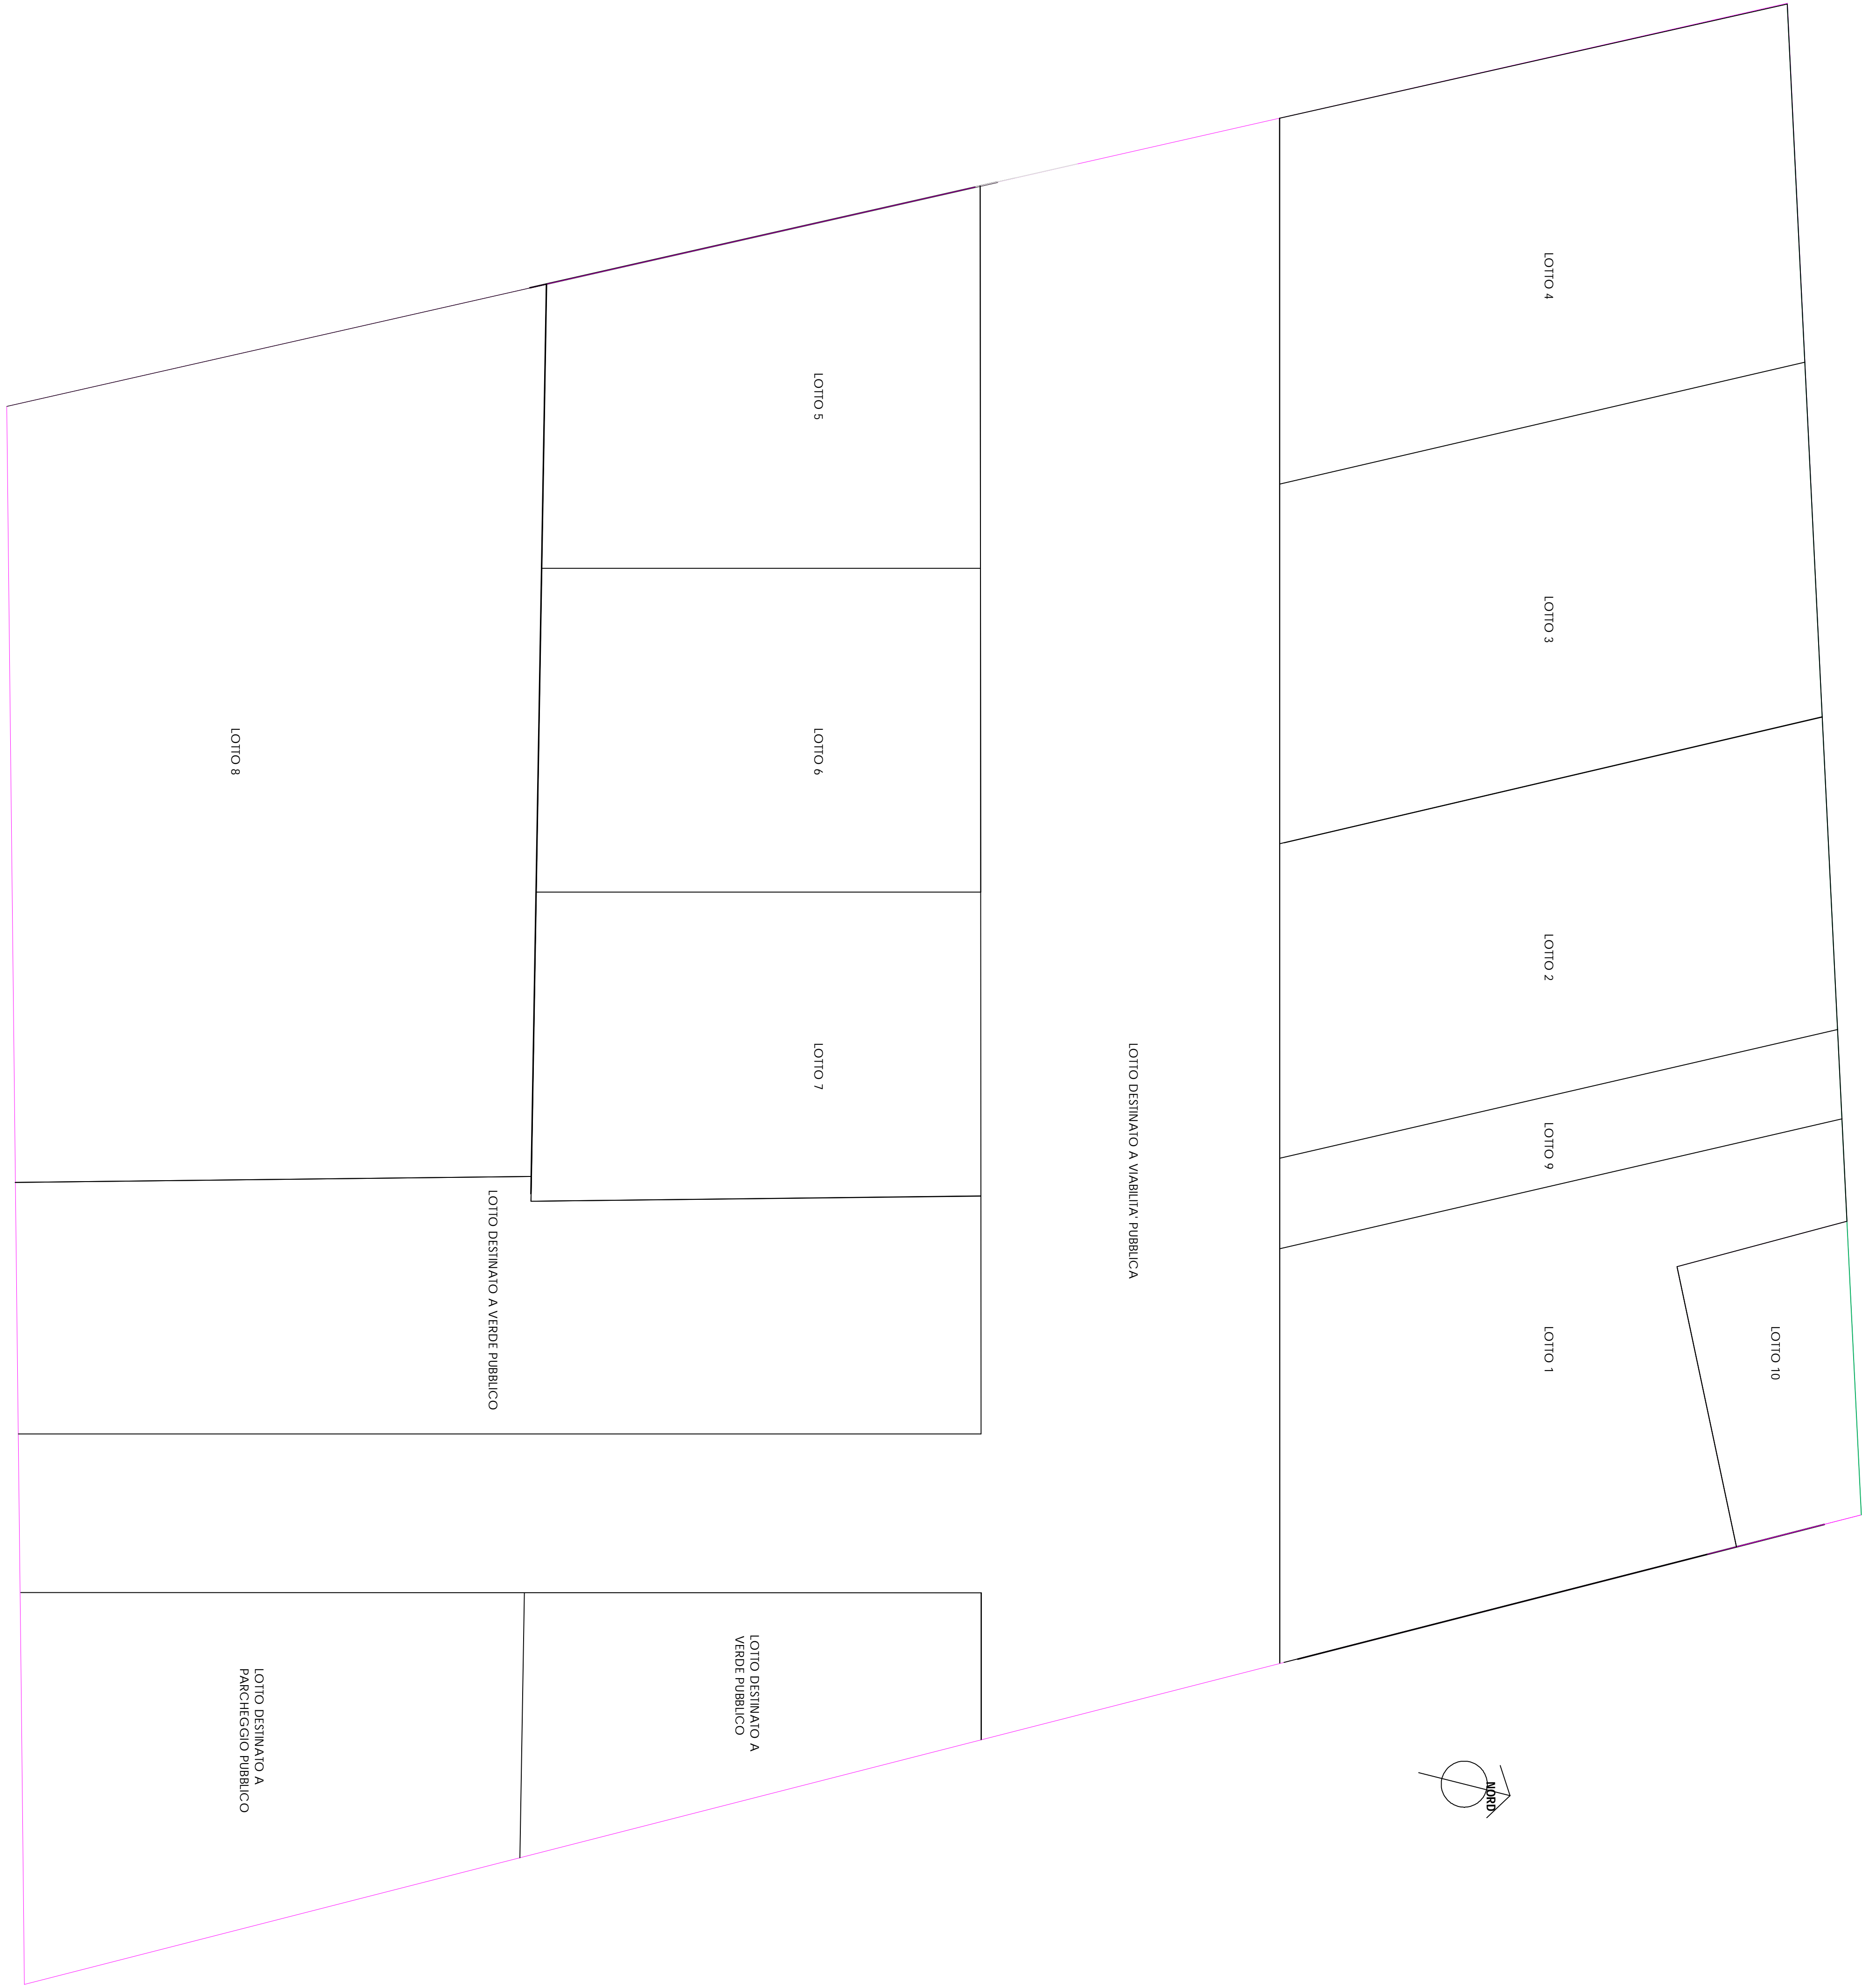 LOTTO 4
LOTTO 3
LOTTO 2
LOTTO 9
LOTTO 1
LOTTO 10
LOTTO DESTINATO A VIABILITA' PUBBLICA
LOTTO 5
LOTTO 6
LOTTO 7
LOTTO 8
LOTTO DESTINATO A VERDE PUBBLICO
LOTTO DESTINATO A
VERDE PUBBLICO
LOTTO DESTINATO A
PARCHEGGIO PUBBLICO
NORD